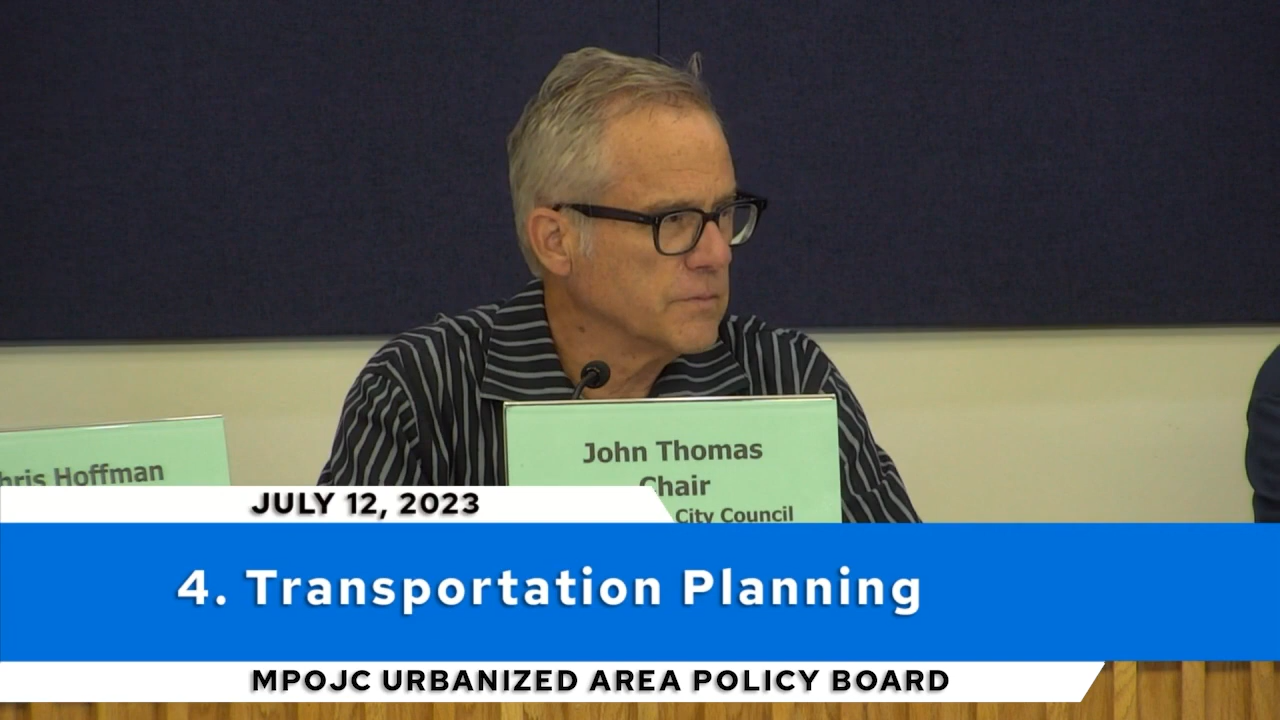 John Thomas
Chair
City Council
hris Hoffman
JULY 12, 2023
4. Transportation Planning
MPOJC URBANIZED AREA POLICY BOARD